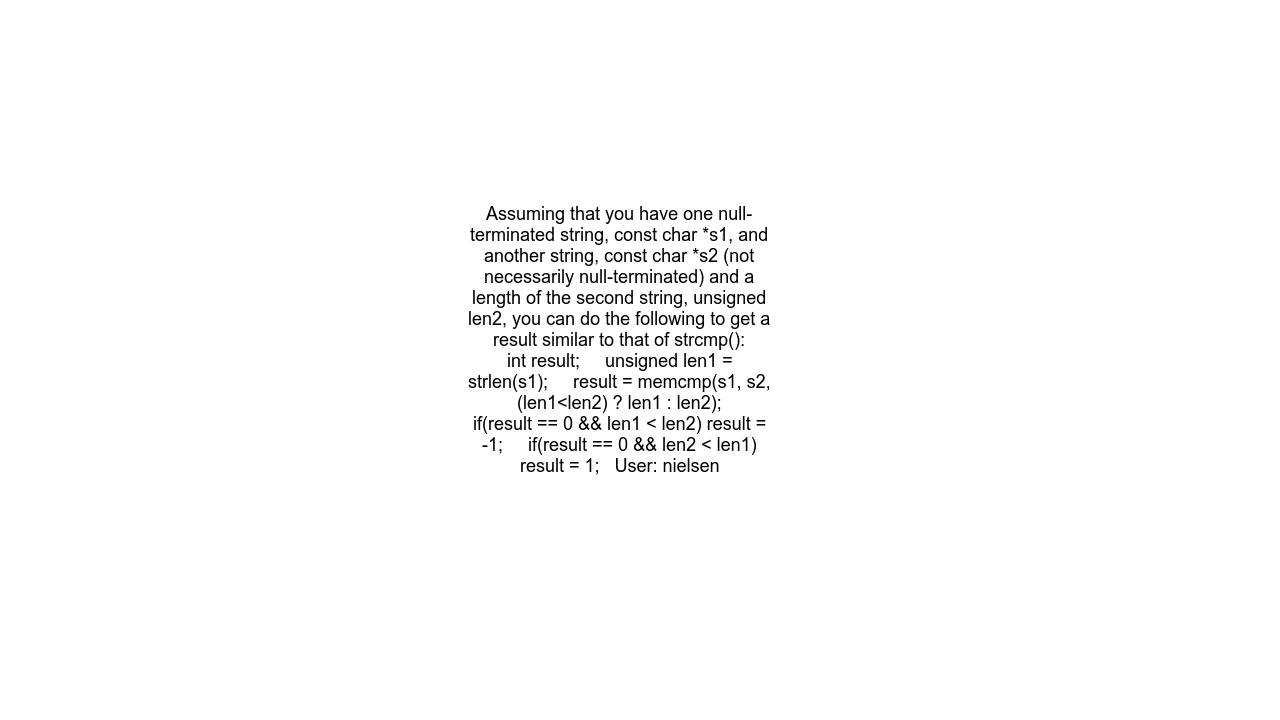 Assuming that you have one null-
terminated string, const char *s1, and
another string, const char *s2 (not
necessarily null-terminated) and a
length of the second string, unsigned
len2, you can do the following to get a
result similar to that of strcmp():
int result;     unsigned len1 =
strlen(s1);     result = memcmp(s1, s2,
(len1<len2) ? len1 : len2);
if(result == 0 && len1 < len2) result =
-1;     if(result == 0 && len2 < len1)
result = 1;   User: nielsen